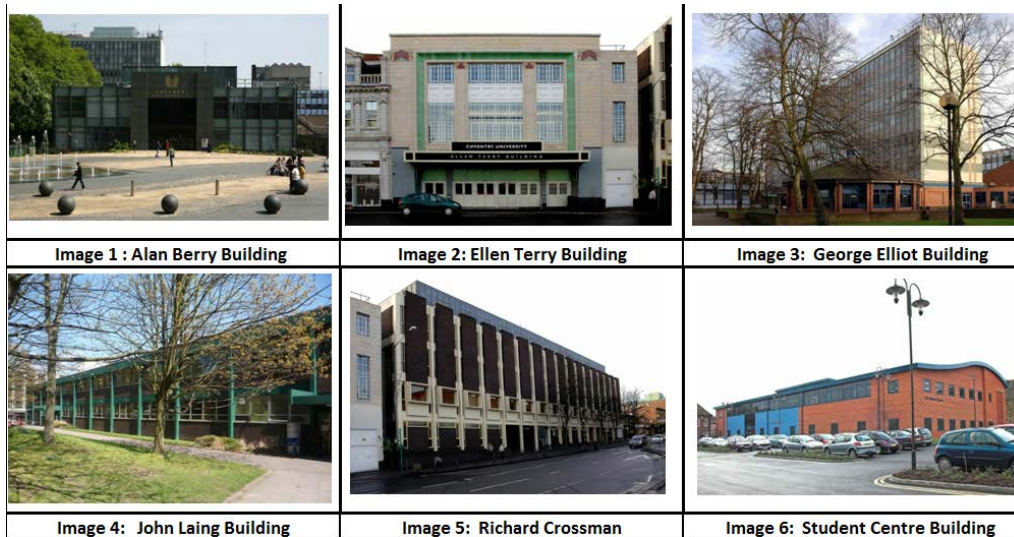 COVENTRY UNIVERSITY
ELLEN TERRY BUILDING
Image 1 : Alan Berry Building
Image 2: Ellen Terry Building
Image 3:  George Elliot Building
Image 4:  John Laing Building
Image 5:  Richard Crossman
Image 6:  Student Centre Building